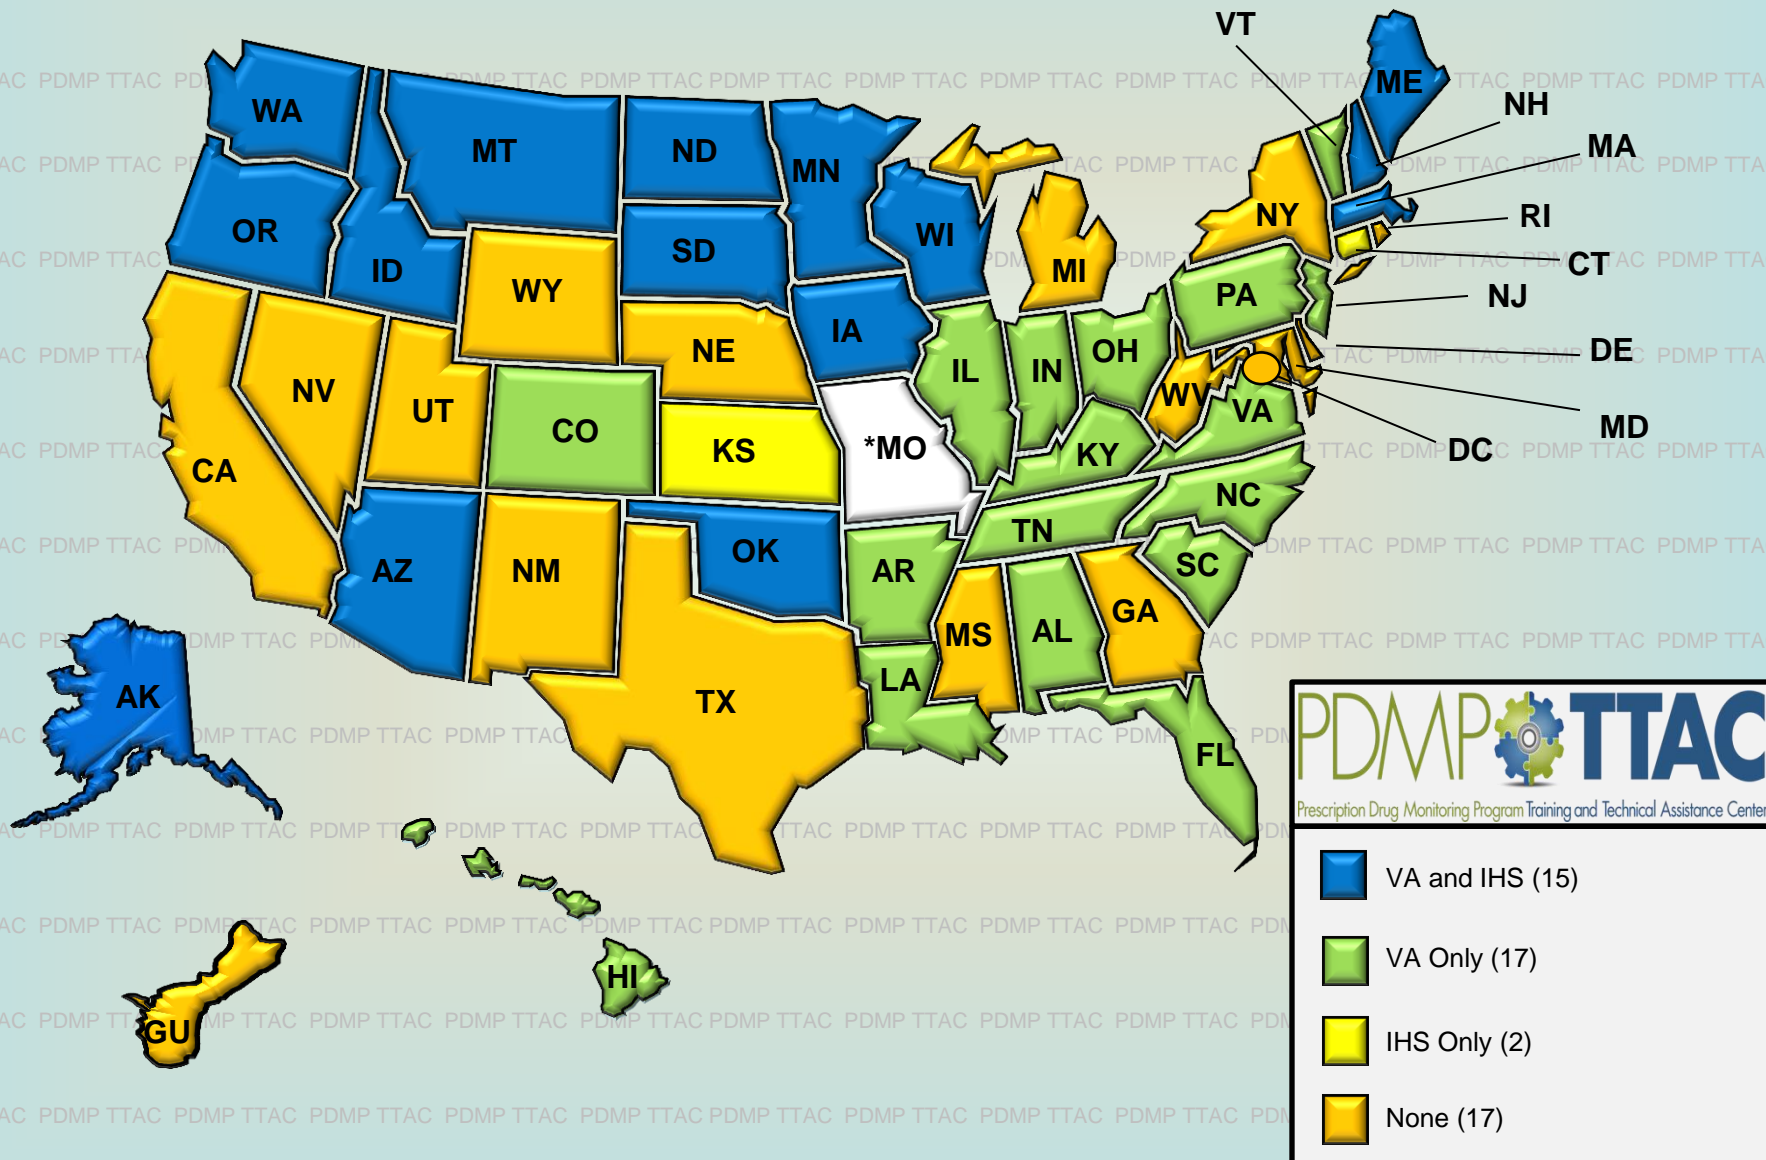 VT
ME
NH
WA
MT
ND
MN
MA
OR
ID
SD
WI
NY
RI
MI
CT
WY
PA
NJ
IA
NE
IL
IN
OH
DE
NV
UT
CO
KS
*MO
WV
VA
MD
DC
CA
KY
NC
TN
AZ
NM
OK
AR
SC
MS
AL
GA
LA
TX
FL
AK
HI
GU
PDMP TTAC
Prescription Drug Monitoring Program Training and Technical Assistance Center
VA and IHS (15)
VA Only (17)
IHS Only (2)
None (17)